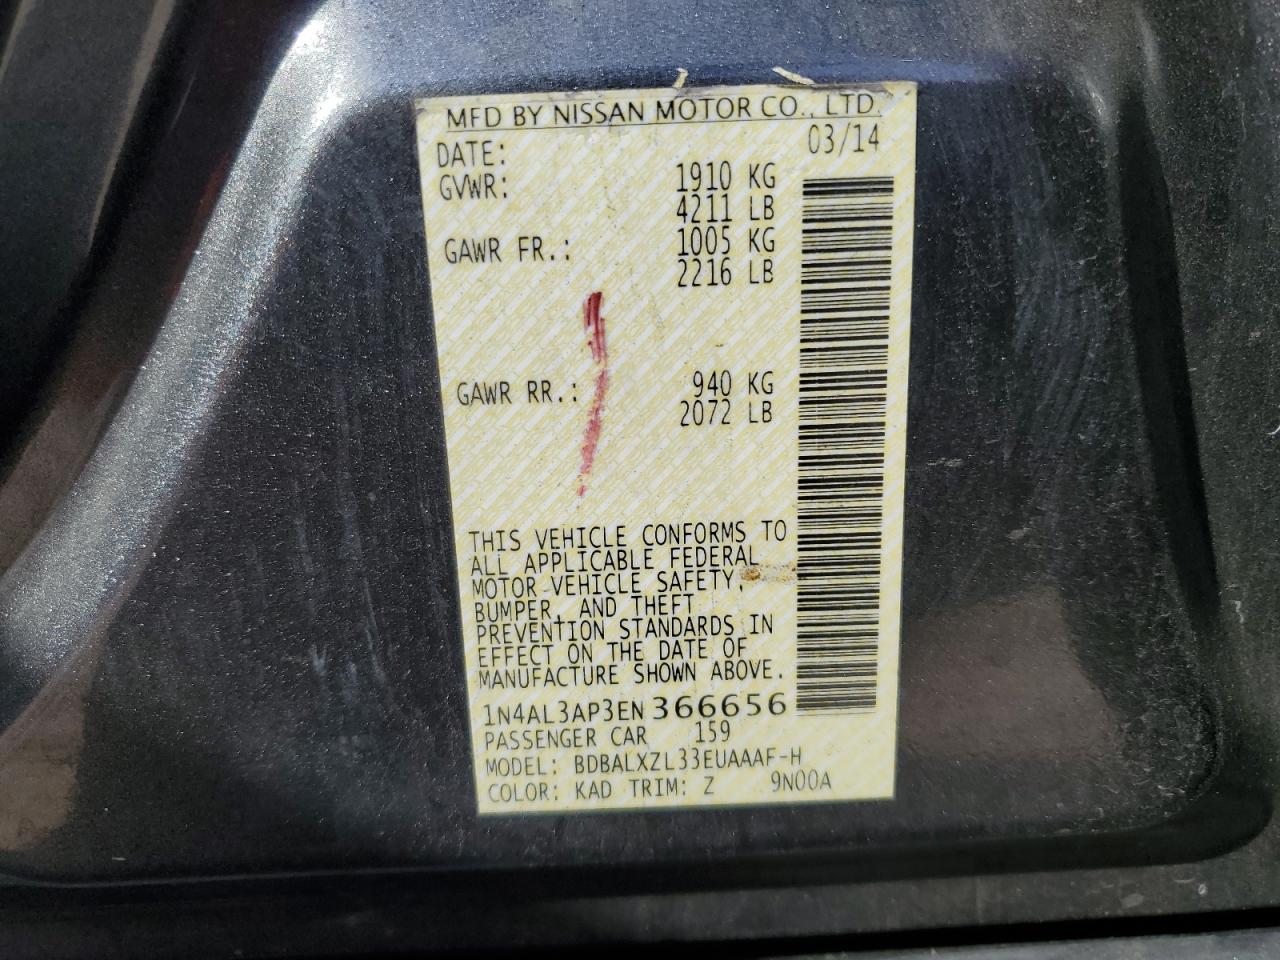 MFD BY NISSAN MOTOR CO., LTD.
DATE: 03/14
GVWR: 1910 KG
4211 LB
GAWR FR.: 1005 KG
2216 LB
GAWR RR.: 940 KG
2072 LB
THIS VEHICLE CONFORMS TO
ALL APPLICABLE FEDERAL
MOTOR VEHICLE SAFETY,
BUMPER, AND THEFT
PREVENTION STANDARDS IN
EFFECT ON THE DATE OF
MANUFACTURE SHOWN ABOVE.
1N4AL3AP3EN366656
PASSENGER CAR 159
MODEL: BDBALXZL33EUAAAF-H
COLOR: KAD TRIM: Z 9N00A